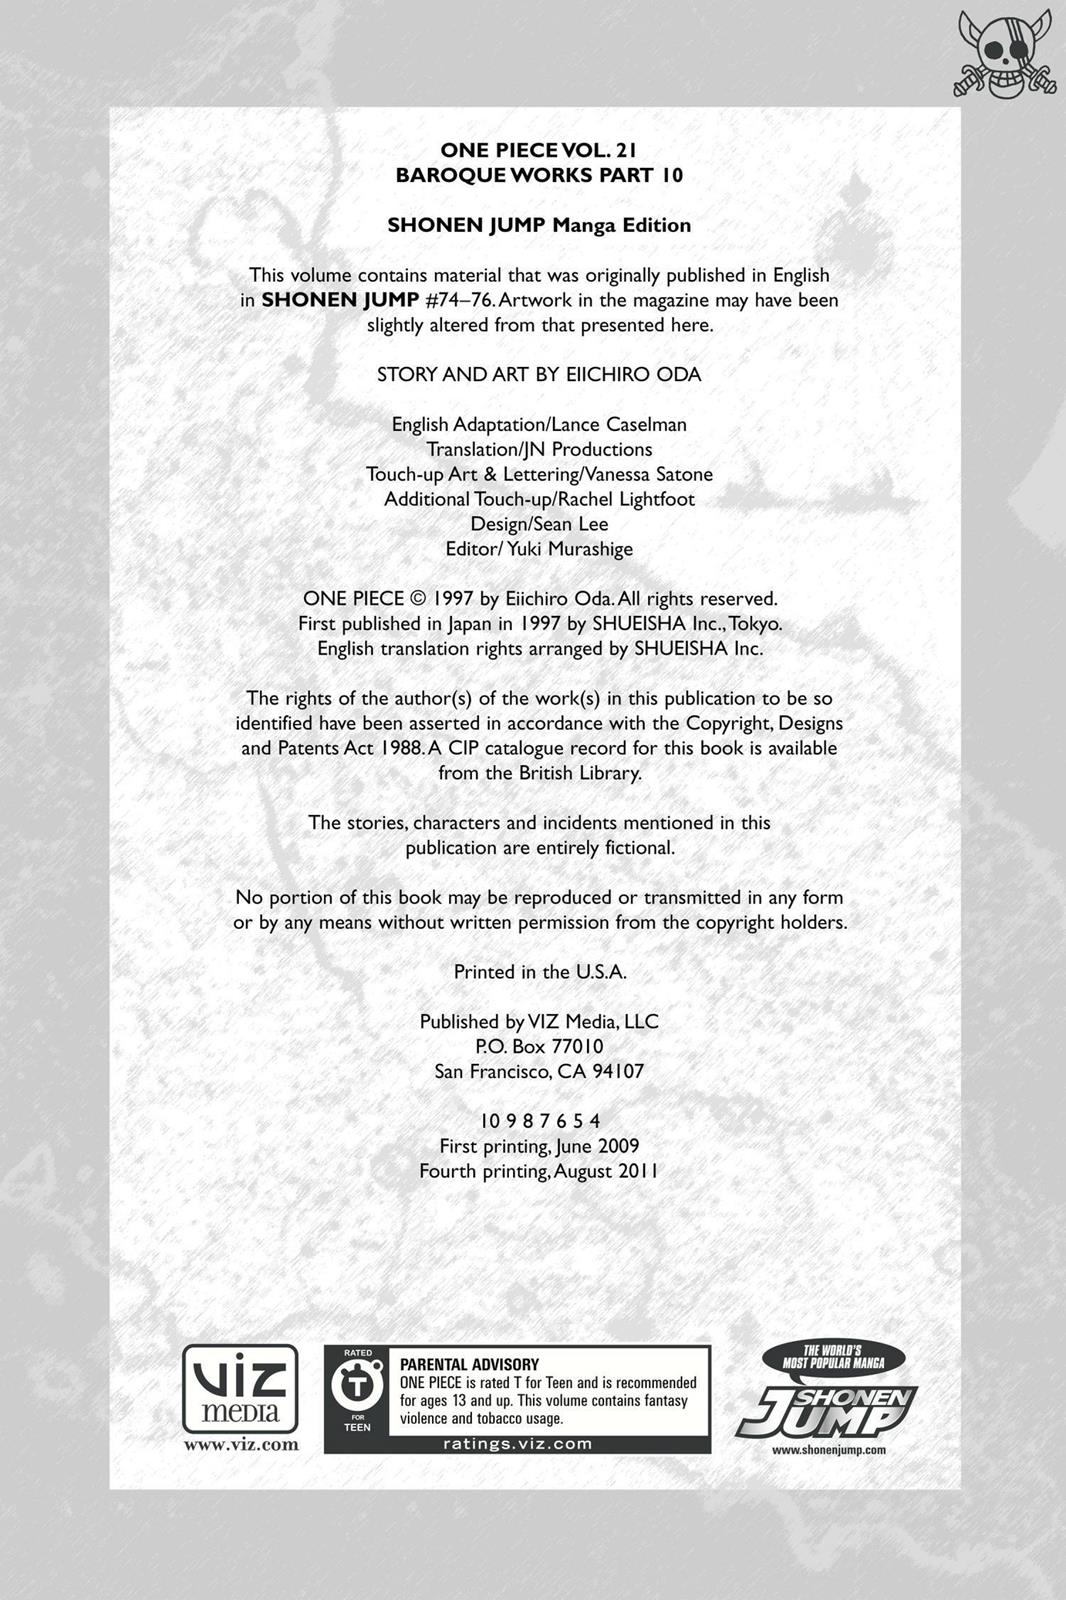 ONE PIECE VOL. 21
BAROQUE WORKS PART 10
SHONEN JUMP Manga Edition
This volume contains material that was originally published in English
in SHONEN JUMP #74–76. Artwork in the magazine may have been
slightly altered from that presented here.
STORY AND ART BY EIICHIRO ODA
English Adaptation/Lance Caselman
Translation/JN Productions
Touch-up Art & Lettering/Vanessa Satone
Additional Touch-up/Rachel Lightfoot
Design/Sean Lee
Editor/ Yuki Murashige
ONE PIECE © 1997 by Eiichiro Oda. All rights reserved.
First published in Japan in 1997 by SHUEISHA Inc., Tokyo.
English translation rights arranged by SHUEISHA Inc.
The rights of the author(s) of the work(s) in this publication to be so
identified have been asserted in accordance with the Copyright, Designs
and Patents Act 1988. A CIP catalogue record for this book is available
from the British Library.
The stories, characters and incidents mentioned in this
publication are entirely fictional.
No portion of this book may be reproduced or transmitted in any form
or by any means without written permission from the copyright holders.
Printed in the U.S.A.
Published by VIZ Media, LLC
P.O. Box 77010
San Francisco, CA 94107
10 9 8 7 6 5 4
First printing, June 2009
Fourth printing, August 2011
VIZ
MEDIA
www.viz.com
RATED
T
FOR
TEEN
PARENTAL ADVISORY
ONE PIECE is rated T for Teen and is recommended
for ages 13 and up. This volume contains fantasy
violence and tobacco usage.
ratings.viz.com
THE WORLD'S
MOST POPULAR MANGA
SHONEN
JUMP
www.shonenjump.com